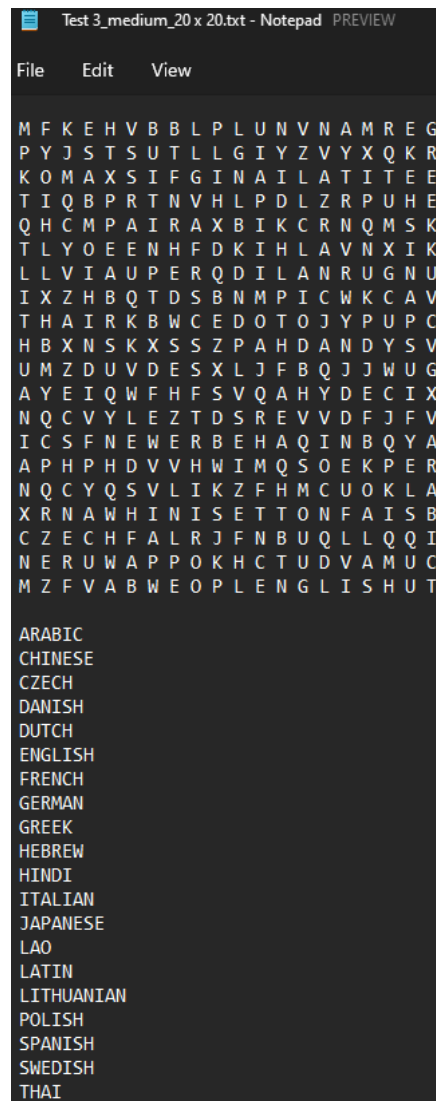 Test 3_medium_20 x 20.txt - Notepad PREVIEW
File Edit View
M F K E H V B B L P L U N V N A M R E G
P Y J S T S U T L L G I Y Z V Y X Q K R
K O M A X S I F G I N A I L A T I T E E
T I Q B P R T N V H L P D L Z R P U H E
Q H C M P A I R A X B I K C R N Q M S K
T L Y O E E N H F D K I H L A V N X I K
L L V I A U P E R Q D I L A N R U G N U
I X Z H B Q T D S B N M P I C W K C A V
T H A I R K B W C E D O T O J Y P U P C
H B X N S K X S S Z P A H D A N D Y S V
U M Z D U V D E S X L J F B Q J J W U G
A Y E I Q W F H F S V Q A H Y D E C I X
N Q C V Y L E Z T D S R E V V D F J F V
I C S F N E W E R B E H A Q I N B Q Y A
A P H P H D V V H W I M Q S O E K P E R
N Q C Y Q S V L I K Z F H M C U O K L A
X R N A W H I N I S E T T O N F A I S B
C Z E C H F A L R J F N B U Q L L Q Q I
N E R U W A P P O K H C T U D V A M U C
M Z F V A B W E O P L E N G L I S H U T
ARABIC
CHINESE
CZECH
DANISH
DUTCH
ENGLISH
FRENCH
GERMAN
GREEK
HEBREW
HINDI
ITALIAN
JAPANESE
LAO
LATIN
LITHUANIAN
POLISH
SPANISH
SWEDISH
THAI